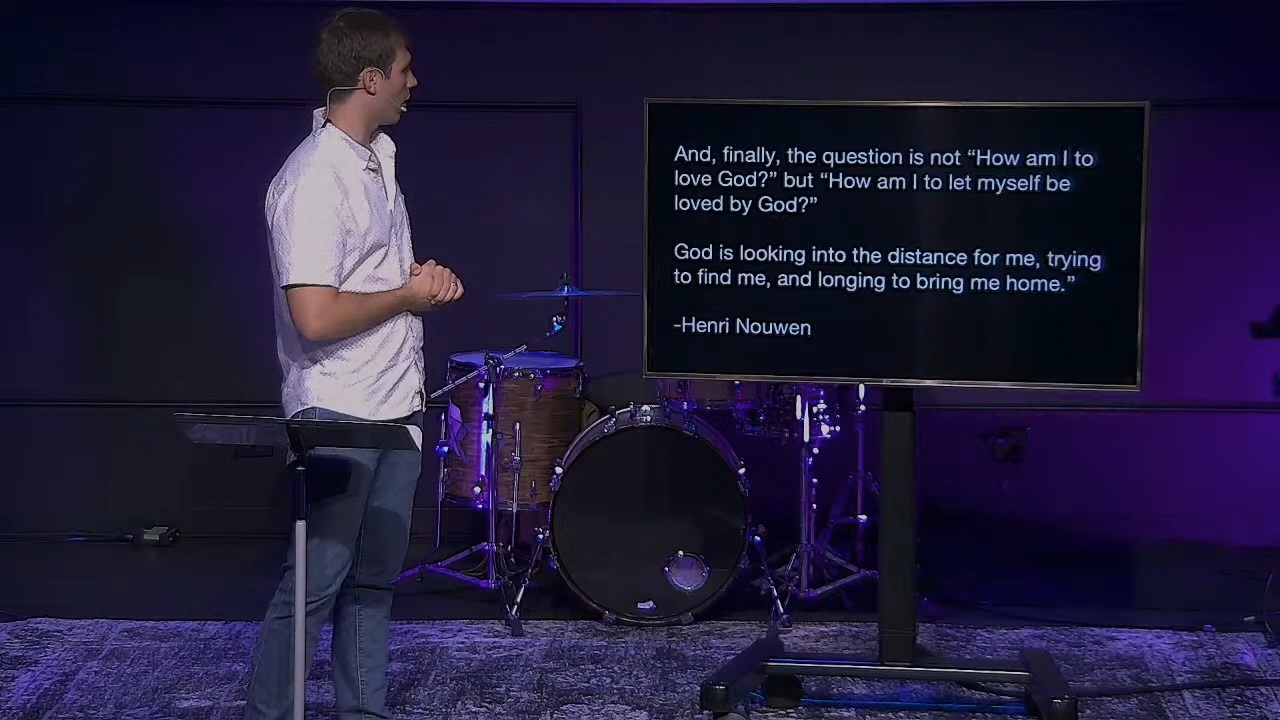 And, finally, the question is not “How am I to
love God?” but “How am I to let myself be
loved by God?”
God is looking into the distance for me, trying
to find me, and longing to bring me home.”
-Henri Nouwen